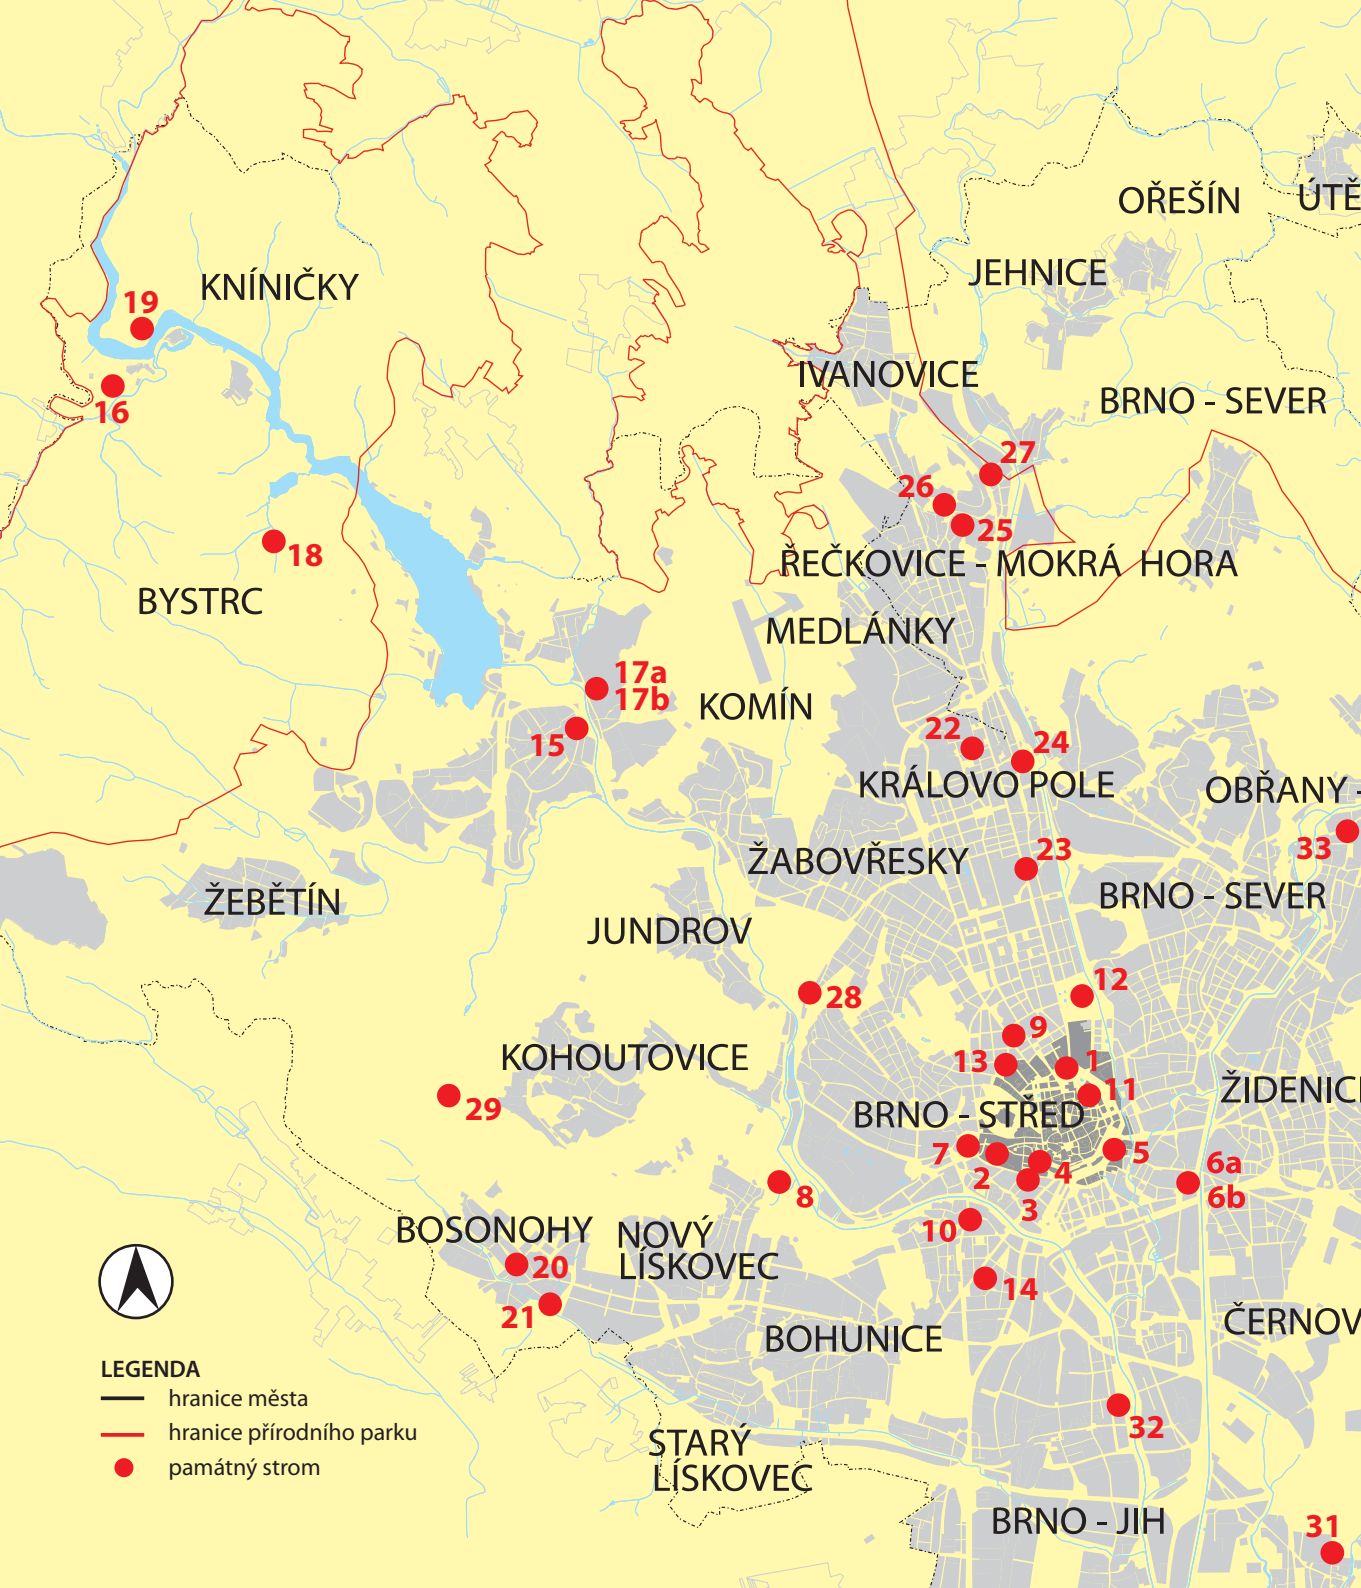 OŘEŠÍN
ÚTĚ
JEHNICE
KNÍNIČKY
19
IVANOVICE
16
BRNO - SEVER
27
26
25
18
ŘEČKOVICE - MOKRÁ HORA
BYSTRC
MEDLÁNKY
17a
17b
KOMÍN
15
22
24
KRÁLOVO POLE
OBŘANY -
33
23
ŽABOVŘESKY
BRNO - SEVER
ŽEBĚTÍN
JUNDROV
12
28
9
KOHOUTOVICE
13
1
11
ŽIDENIC
29
BRNO - STŘED
7
5
2
4
6a
6b
8
3
10
BOSONOHY
NOVÝ
LÍSKOVEC
20
14
21
ČERNOV
BOHUNICE
32
STARÝ
LÍSKOVEC
BRNO - JIH
31
LEGENDA
hranice města
hranice přírodního parku
památný strom